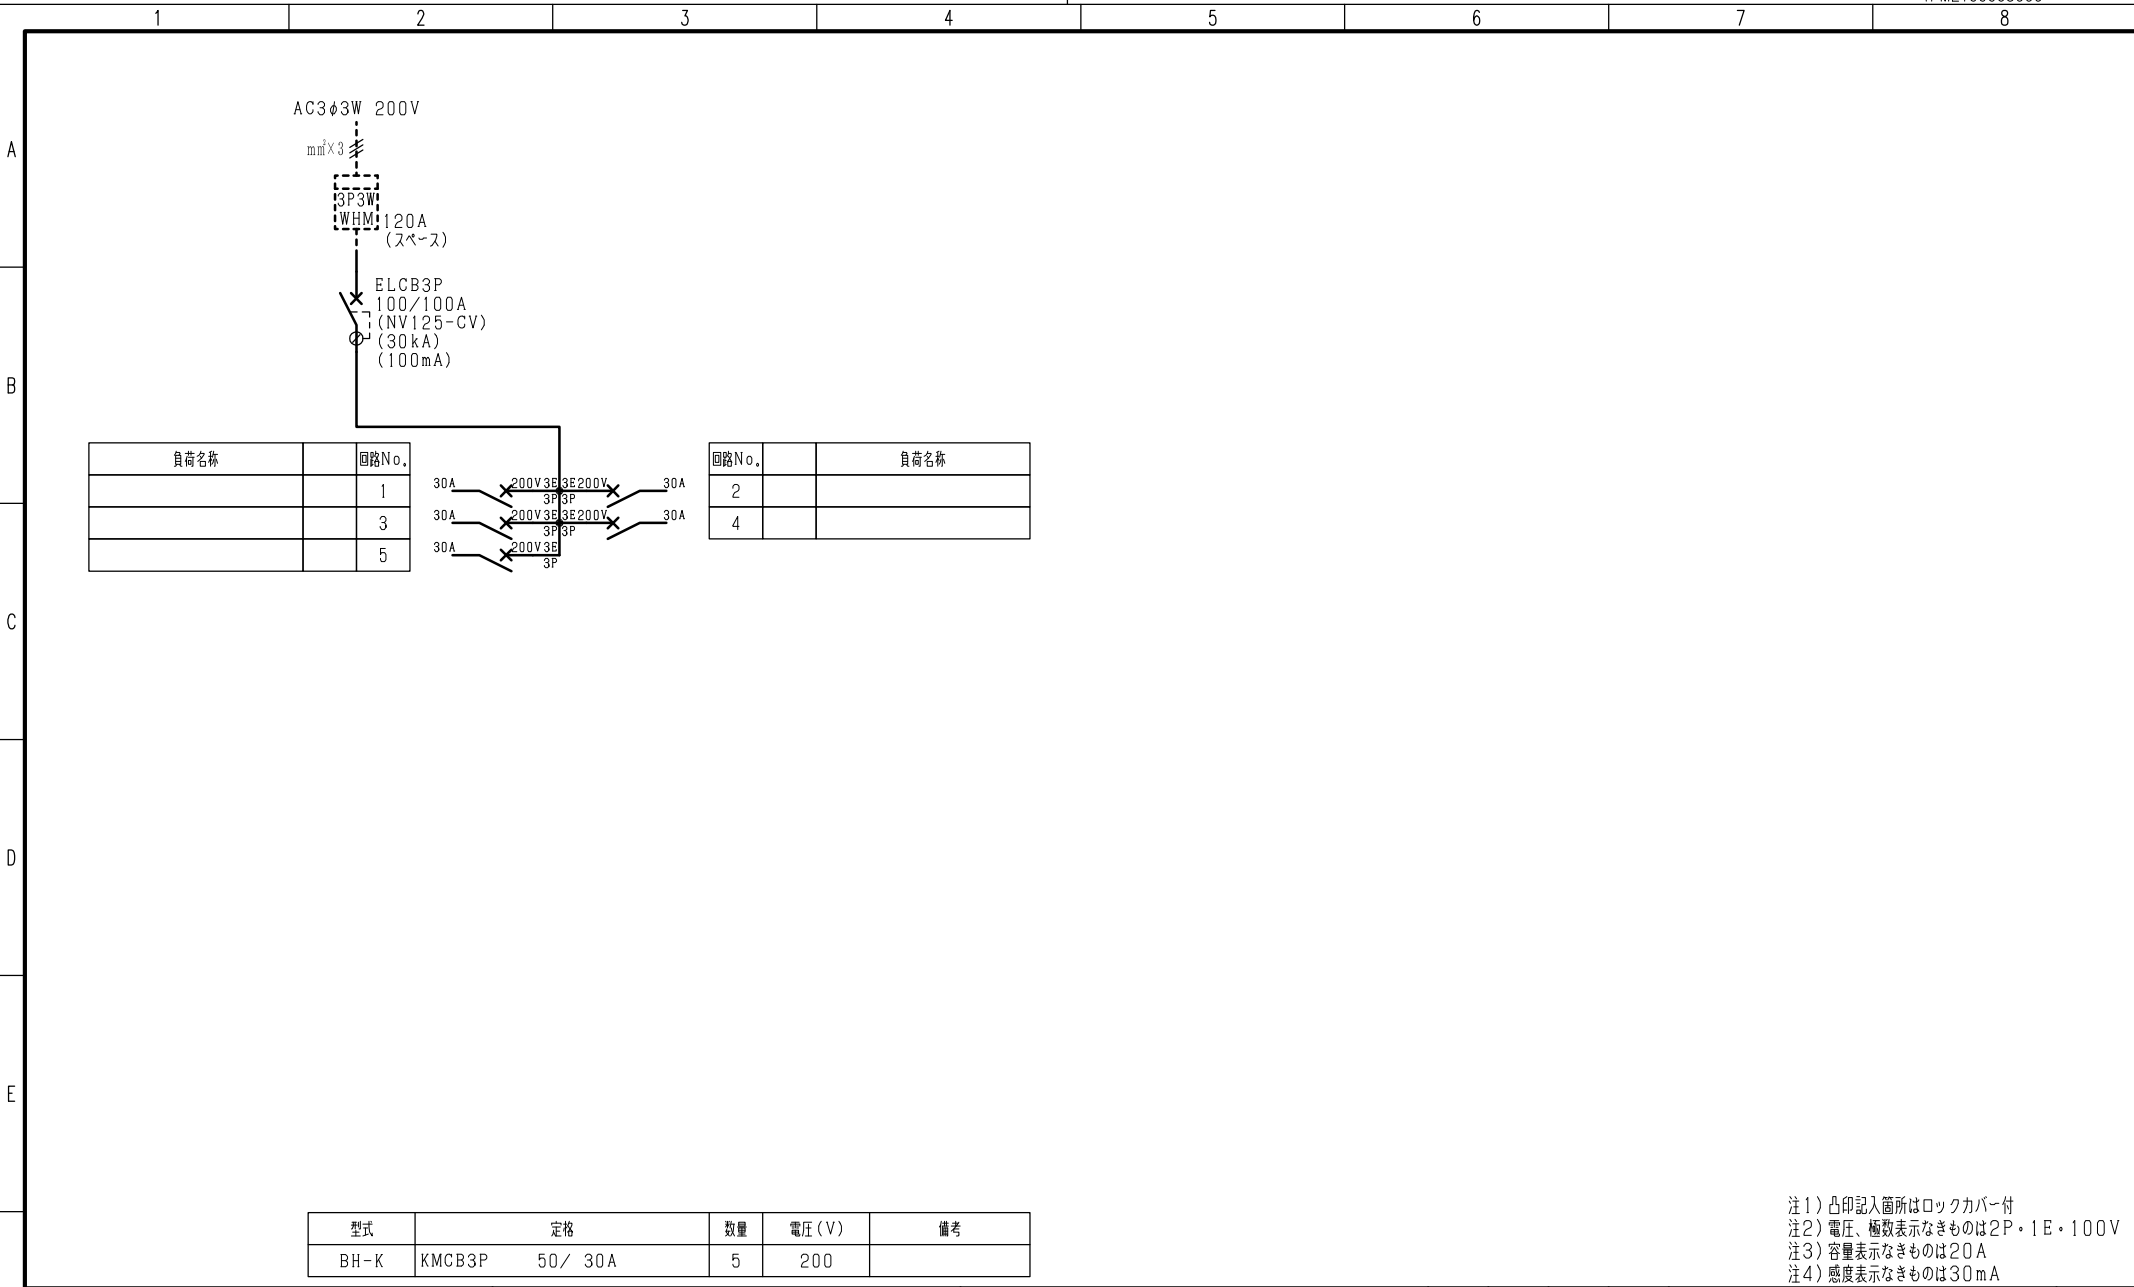 1 2 3 4 5 6 7 8
A
B
C
D
E
AC3φ3W 200V
mm²×3
3P3W
WHM
120A
(スペース)
ELCB3P
100/100A
(NV125-CV)
(30kA)
(100mA)
負荷名称 回路No.
1
3
5
30A 200V 3E 3E 200V 30A
3P 3P
30A 200V 3E 3E 200V 30A
3P 3P
30A 200V 3E
3P
回路No. 負荷名称
2
4
型式 定格 数量 電圧(V) 備考
BH-K KMCB3P 50/ 30A 5 200
注1)凸印記入箇所はロックカバー付
注2)電圧、極数表示なきものは2P・1E・100V
注3)容量表示なきものは20A
注4)感度表示なきものは30mA